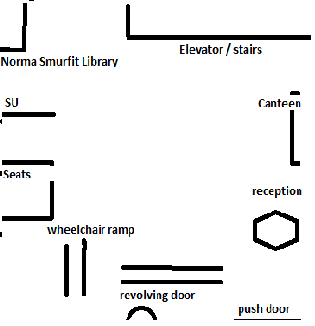 Elevator / stairs
Norma Smurfit Library
SU
Canteen
Seats
reception
wheelchair ramp
revolving door
push door